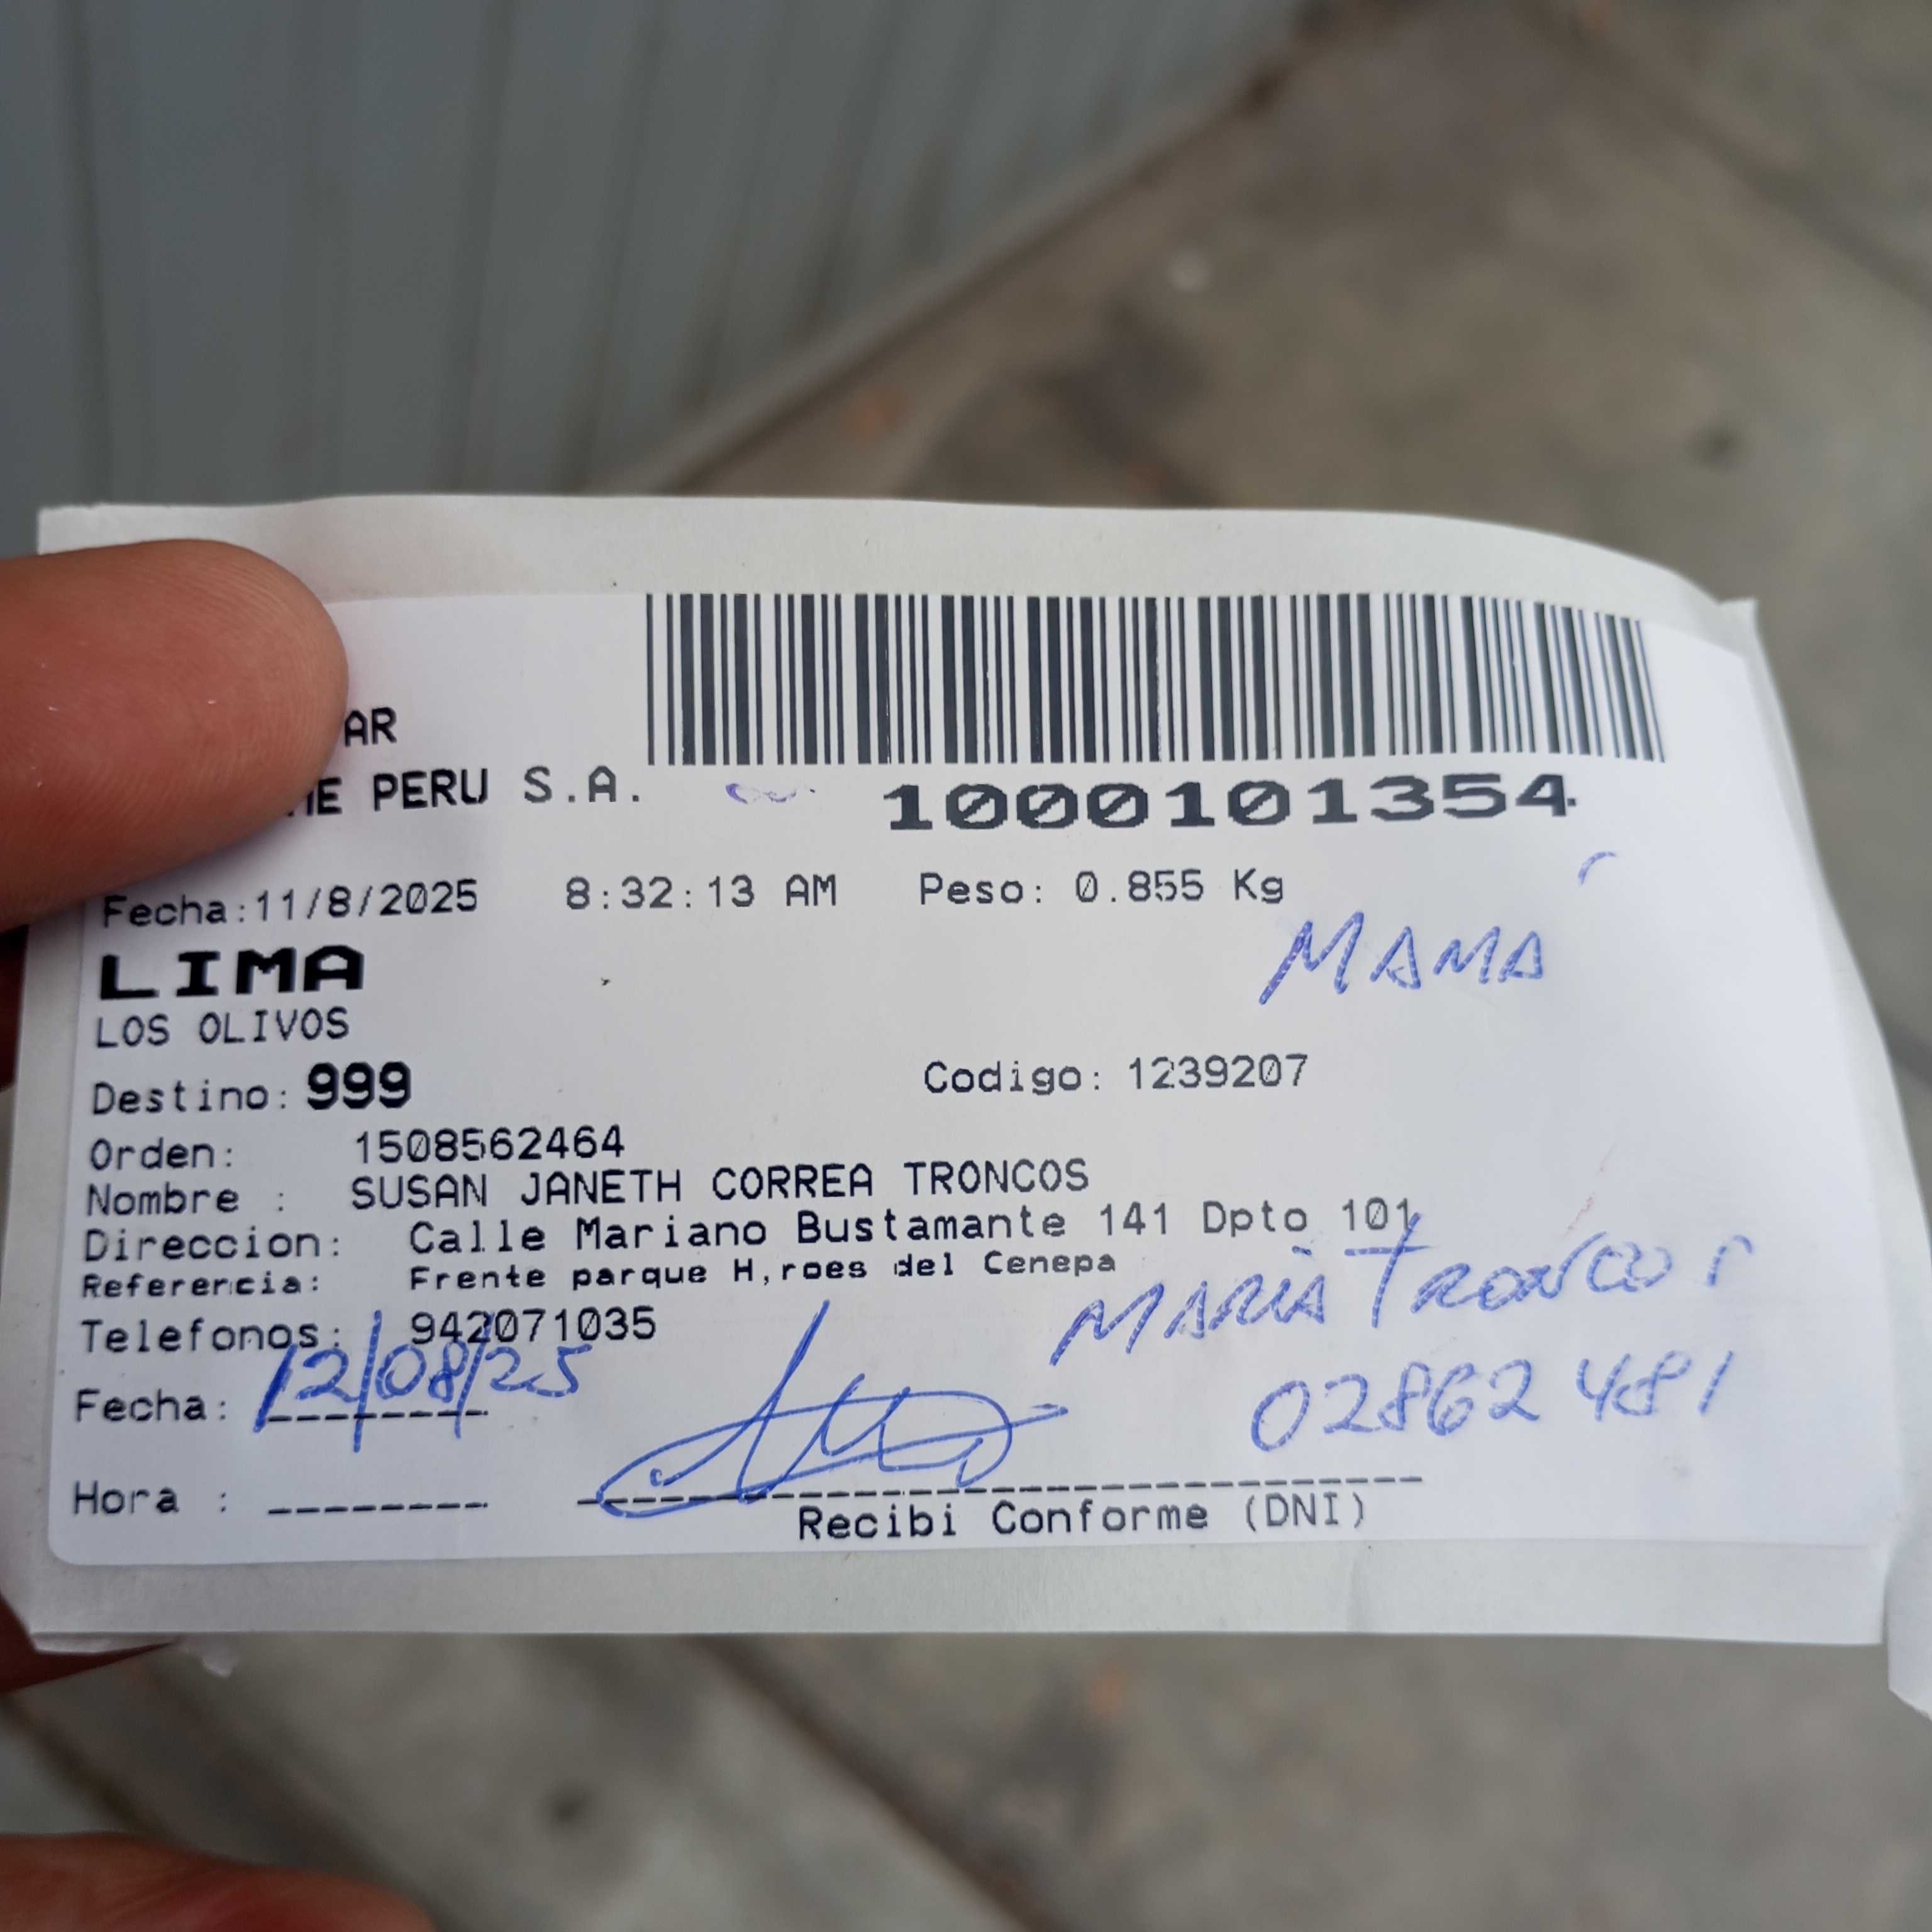 AR
PERU S.A.
1000101354
Fecha:11/8/2025 8:32:13 AM Peso: 0.855 Kg
MAMÁ
LIMA
LOS OLIVOS
Destino: 999 Codigo: 1239207
Orden: 1508562464
Nombre : SUSAN JANETH CORREA TRONCOS
Direccion: Calle Mariano Bustamante 141 Dpto 101
Referencia: Frente parque H,roes del Cenepa
MARIA TRONCOS
Telefonos: 942071035
Fecha: 12/08/25
02862481
Hora : --------
Recibi Conforme (DNI)